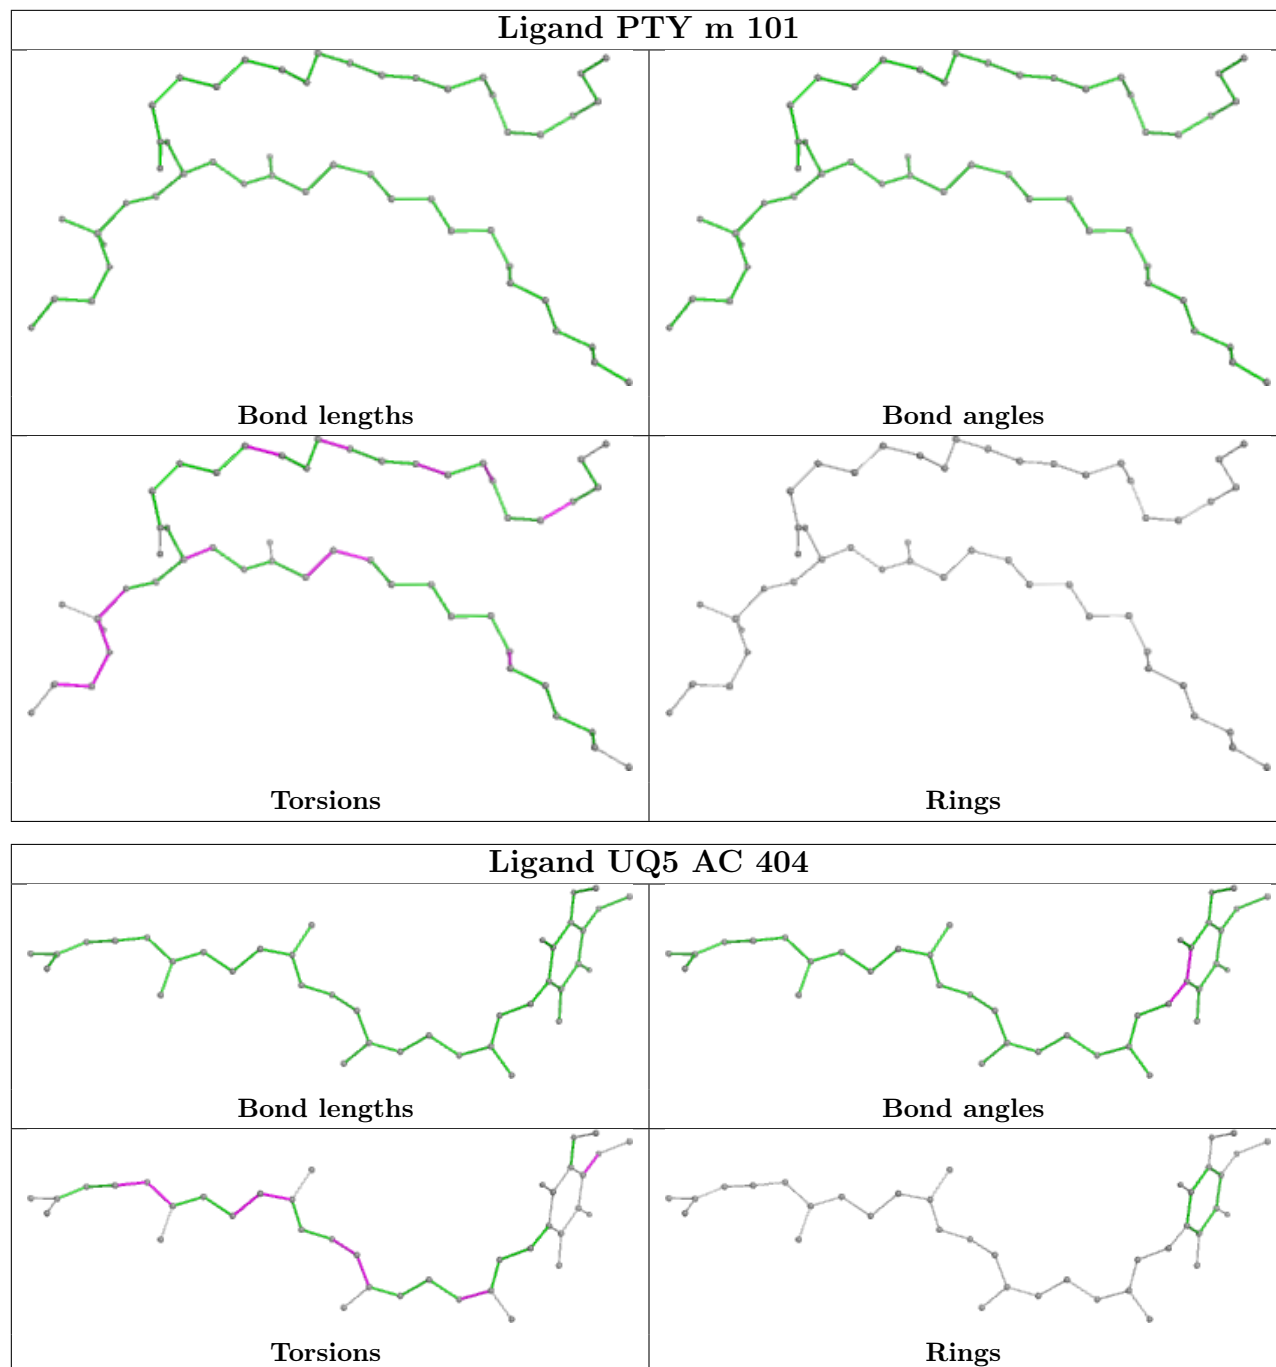 Ligand PTY m 101
Bond lengths
Bond angles
Torsions
Rings
Ligand UQ5 AC 404
Bond lengths
Bond angles
Torsions
Rings